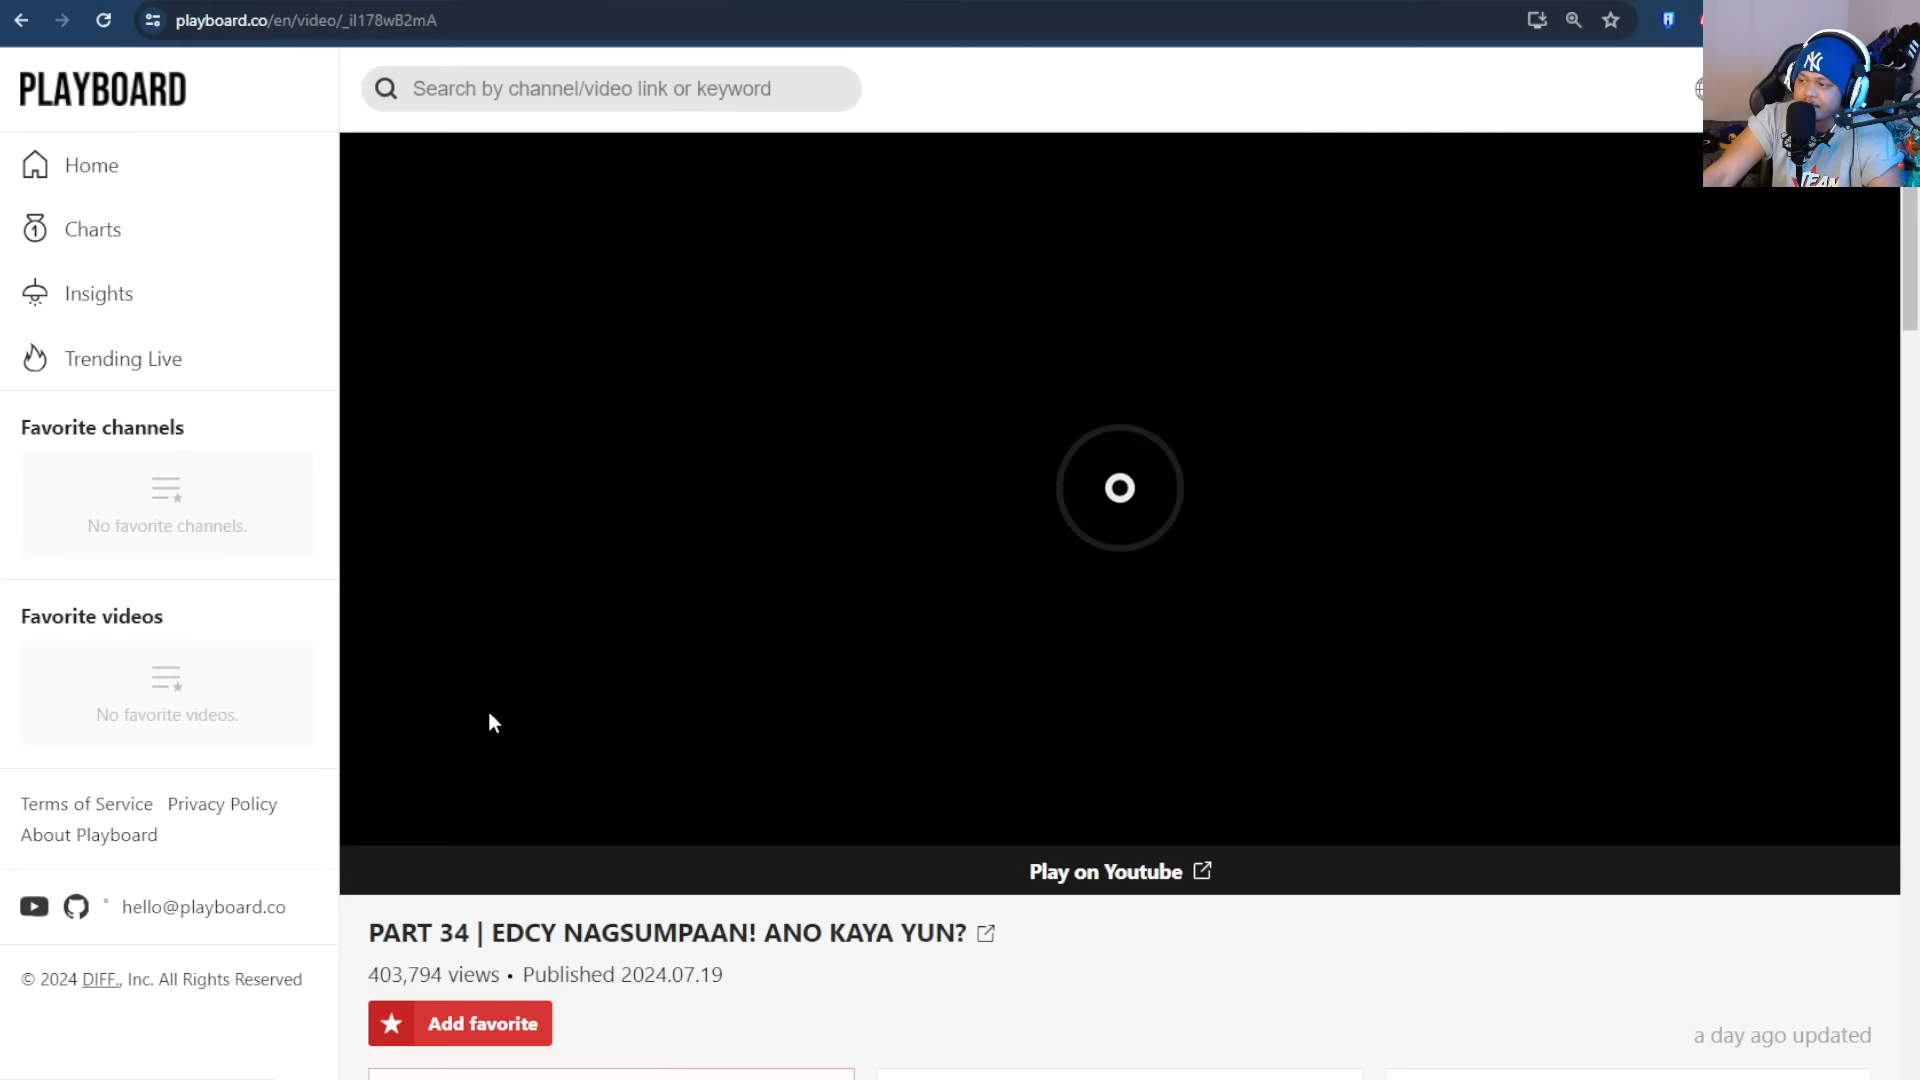 playboard.co/en/video/_il178wB2mA
PLAYBOARD
Search by channel/video link or keyword
Home
Charts
Insights
Trending Live
Favorite channels
No favorite channels.
Favorite videos
No favorite videos.
Terms of Service Privacy Policy
About Playboard
hello@playboard.co
© 2024 DIFF., Inc. All Rights Reserved
NY
TEAM
Play on Youtube
PART 34 | EDCY NAGSUMPAAN! ANO KAYA YUN?
403,794 views • Published 2024.07.19
Add favorite
a day ago updated